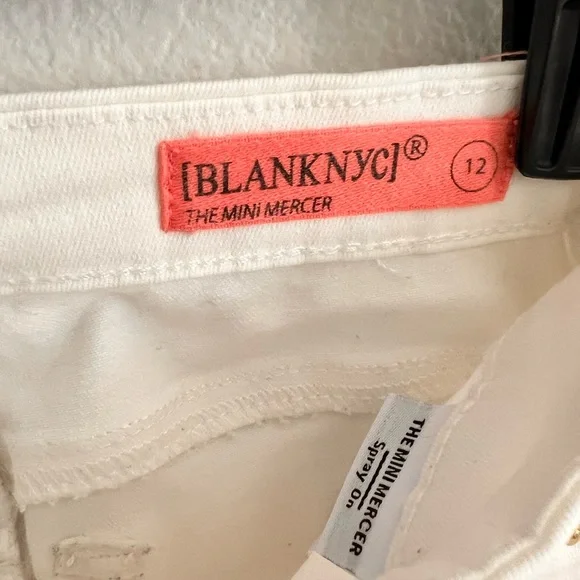 [BLANKNYC]®
THE MINI MERCER
12
THE MINI MERCER
Spray On